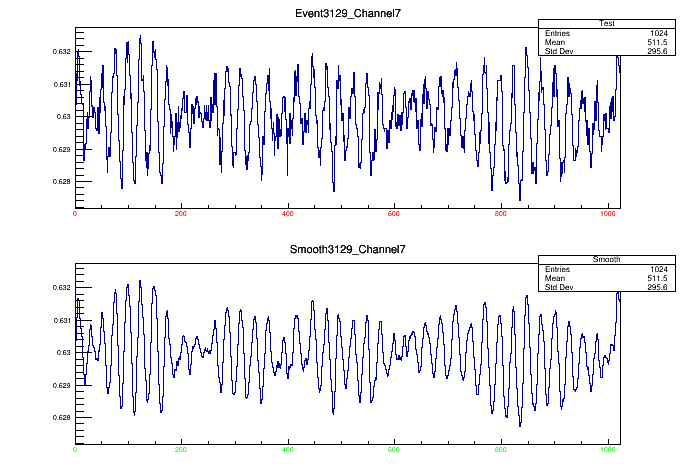 Event3129_Channel7
Test
Entries 1024
Mean 511.5
Std Dev 295.6
0.632
0.631
0.63
0.629
0.628
0 200 400 600 800 1000
Smooth3129_Channel7
Smooth
Entries 1024
Mean 511.5
Std Dev 295.6
0.632
0.631
0.63
0.629
0.628
0 200 400 600 800 1000